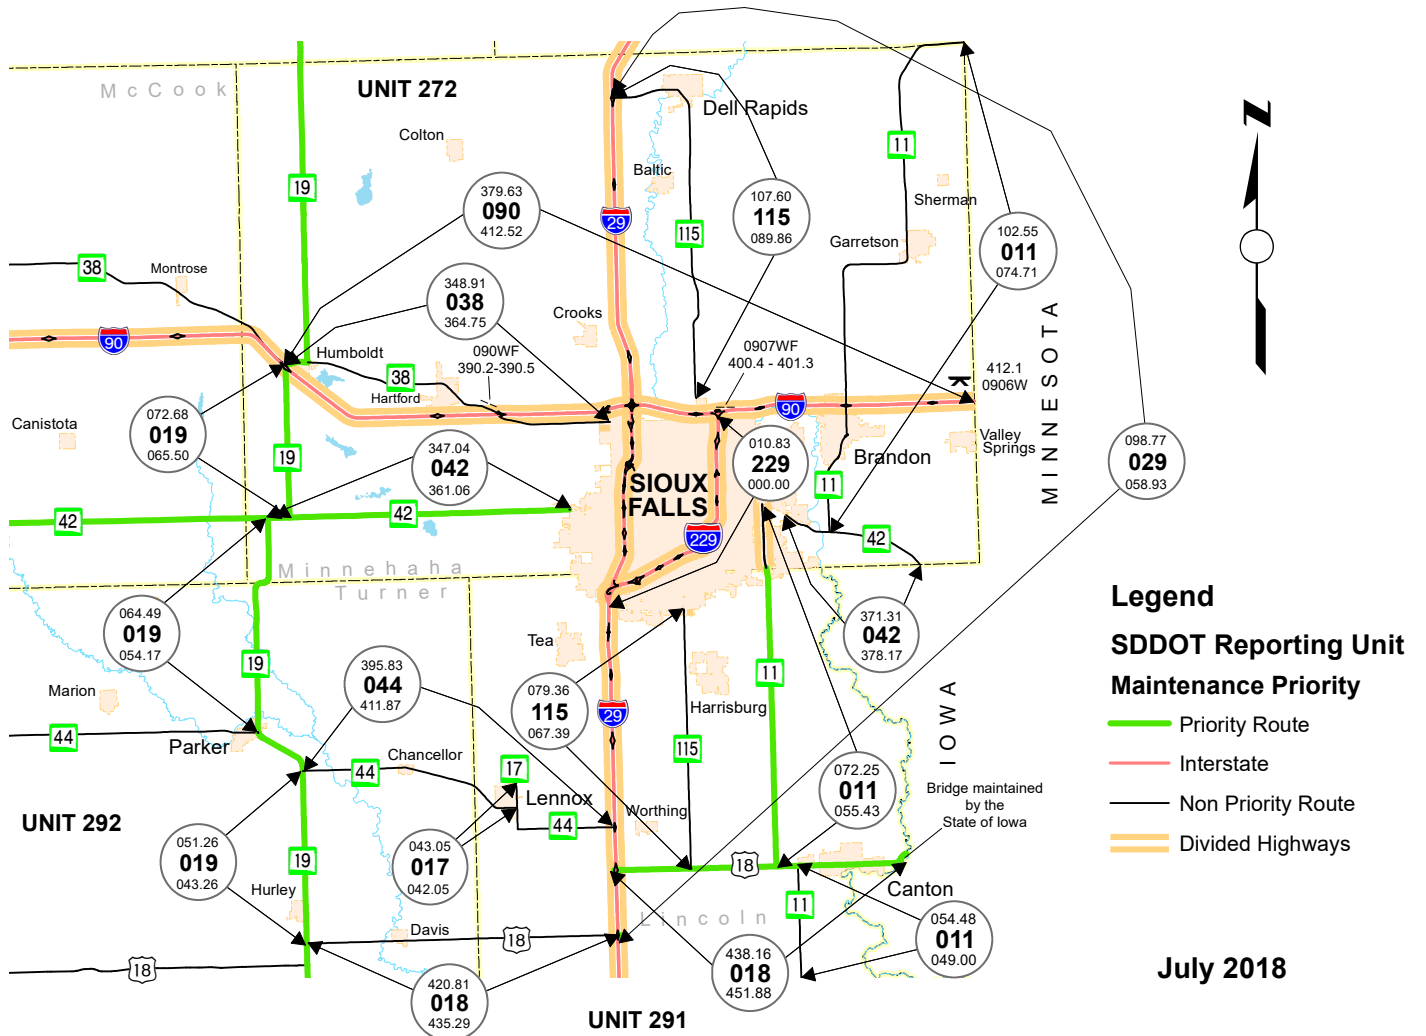 McCook
UNIT 272
Colton
Dell Rapids
Baltic
Sherman
Garretson
Montrose
Crooks
Humboldt
Hartford
Canistota
Brandon
Valley
Springs
SIOUX
FALLS
MINNESOTA
IOWA
Minnehaha
Turner
Tea
Harrisburg
Marion
Parker
Chancellor
Lennox
Worthing
UNIT 292
Hurley
Davis
Lincoln
Canton
UNIT 291
19
11
29
115
38
90
38
90
19
42
42
11
42
229
19
11
44
44
17
44
29
115
19
18
18
18
11
379.63
090
412.52
107.60
115
089.86
102.55
011
074.71
348.91
038
364.75
090WF
390.2-390.5
0907WF
400.4 - 401.3
412.1
0906W
K
072.68
019
065.50
347.04
042
361.06
010.83
229
000.00
098.77
029
058.93
064.49
019
054.17
395.83
044
411.87
371.31
042
378.17
079.36
115
067.39
072.25
011
055.43
051.26
019
043.26
043.05
017
042.05
054.48
011
049.00
438.16
018
451.88
420.81
018
435.29
Bridge maintained
by the
State of Iowa
N
Legend
SDDOT Reporting Unit
Maintenance Priority
Priority Route
Interstate
Non Priority Route
Divided Highways
July 2018